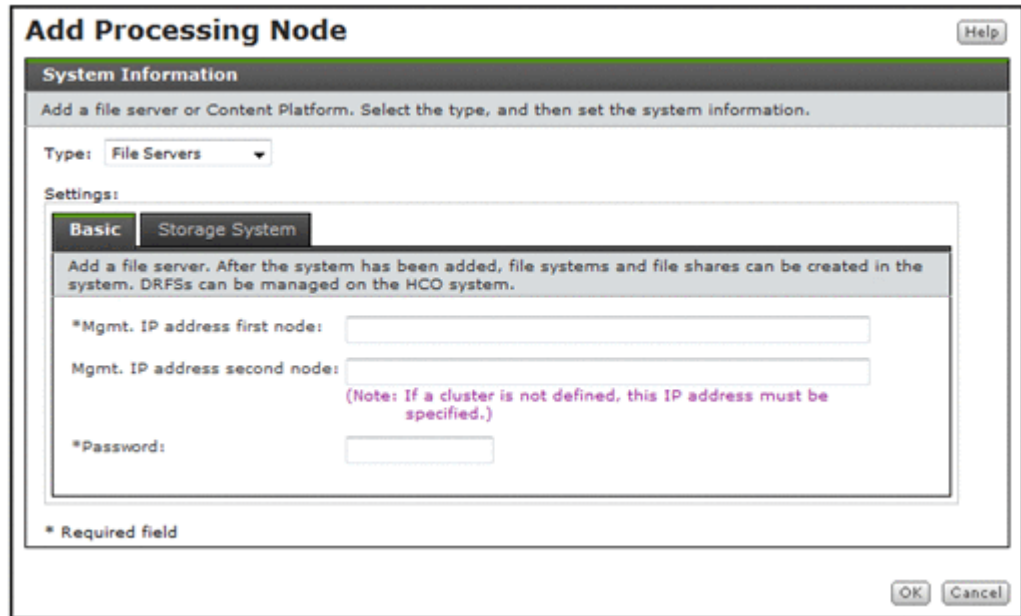 Add Processing Node
Help
System Information
Add a file server or Content Platform. Select the type, and then set the system information.
Type: File Servers
Settings:
Basic Storage System
Add a file server. After the system has been added, file systems and file shares can be created in the
system. DRFSs can be managed on the HCO system.
*Mgmt. IP address first node:
Mgmt. IP address second node:
(Note: If a cluster is not defined, this IP address must be
specified.)
*Password:
* Required field
OK Cancel